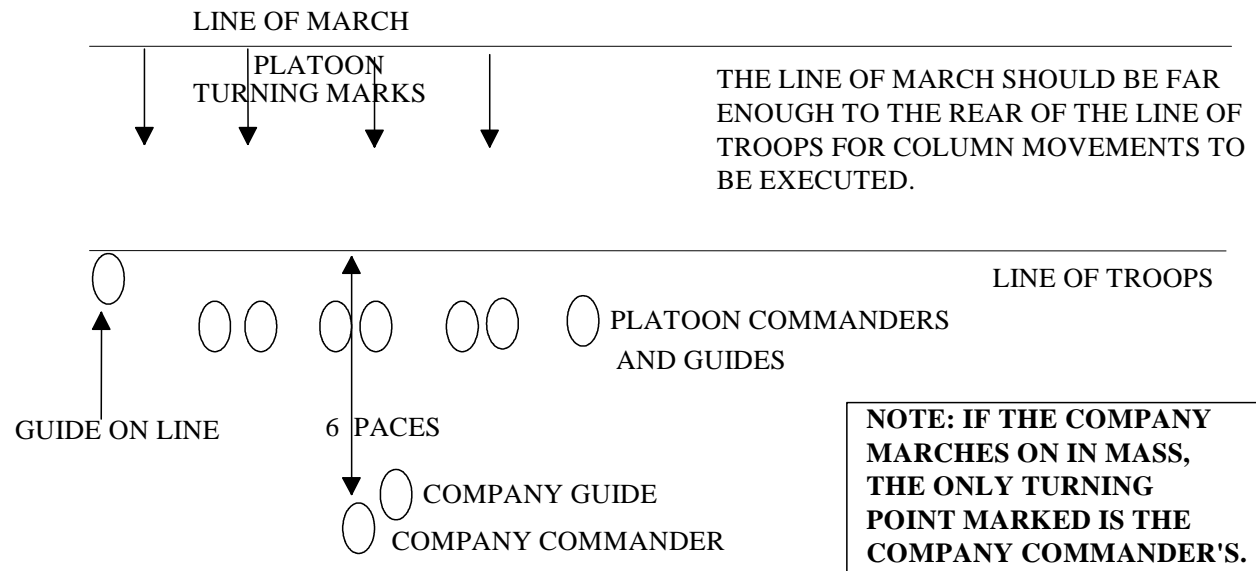 LINE OF MARCH
PLATOON
TURNING MARKS
THE LINE OF MARCH SHOULD BE FAR
ENOUGH TO THE REAR OF THE LINE OF
TROOPS FOR COLUMN MOVEMENTS TO
BE EXECUTED.
LINE OF TROOPS
PLATOON COMMANDERS
AND GUIDES
GUIDE ON LINE
6 PACES
COMPANY GUIDE
COMPANY COMMANDER
NOTE: IF THE COMPANY
MARCHES ON IN MASS,
THE ONLY TURNING
POINT MARKED IS THE
COMPANY COMMANDER'S.